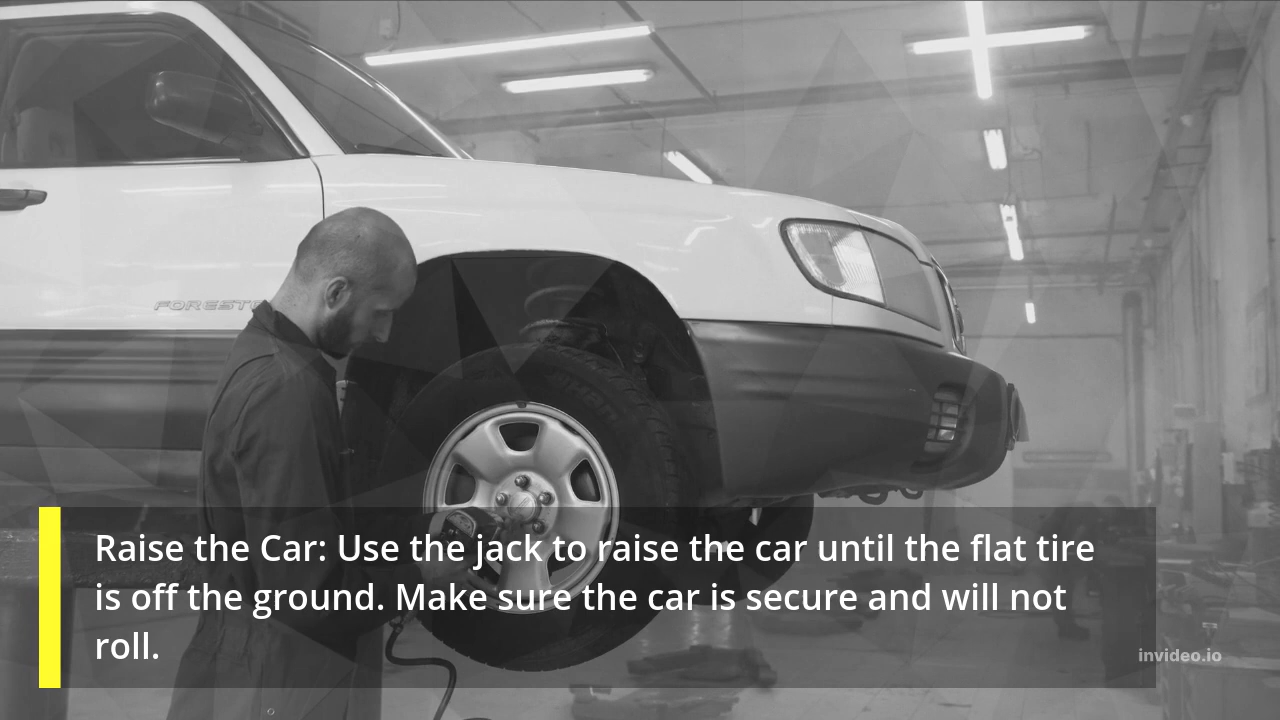 Raise the Car: Use the jack to raise the car until the flat tire
is off the ground. Make sure the car is secure and will not
roll.
invideo.io